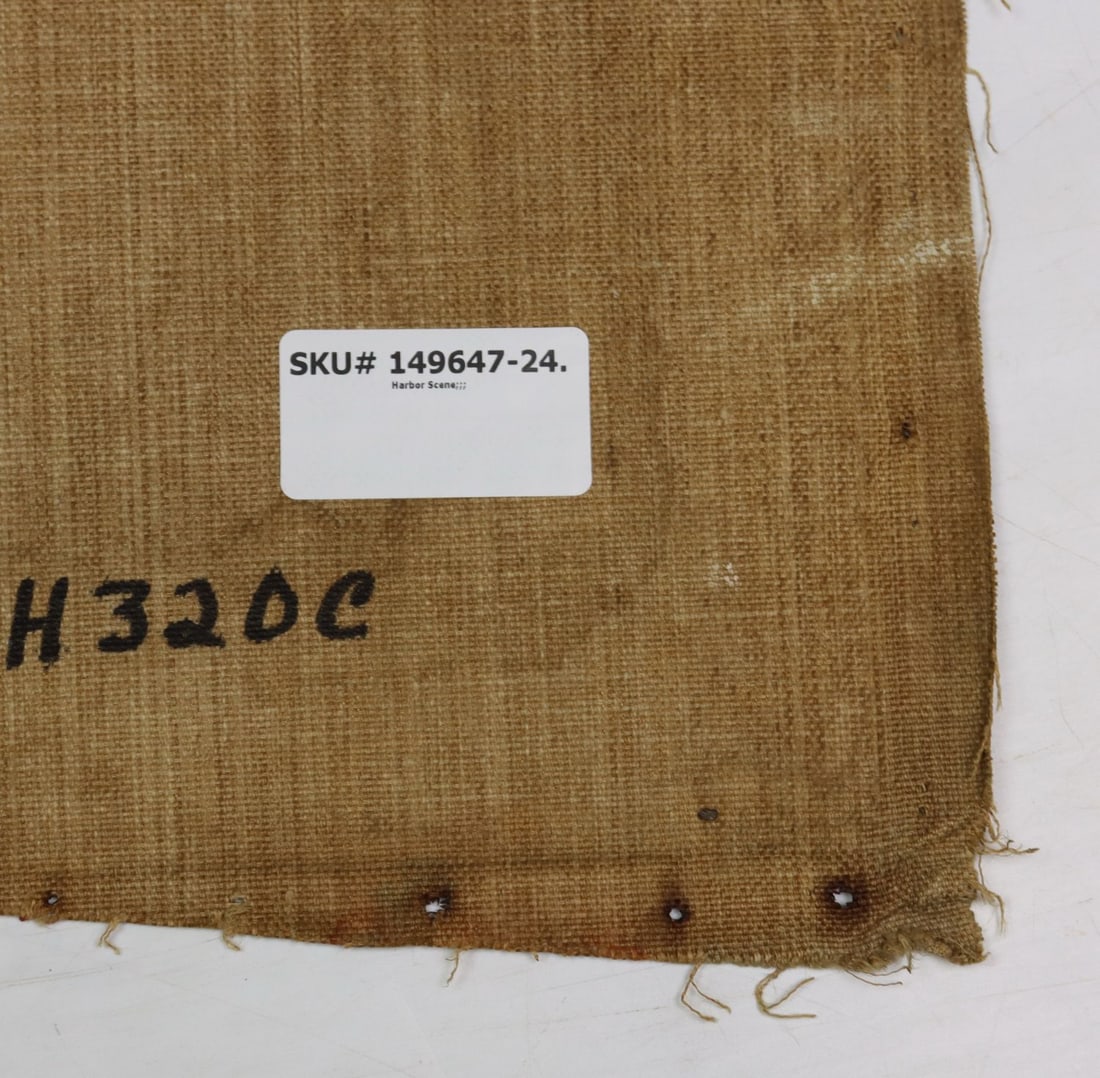 SKU# 149647-24.
Harbor Scene;;;
H320C